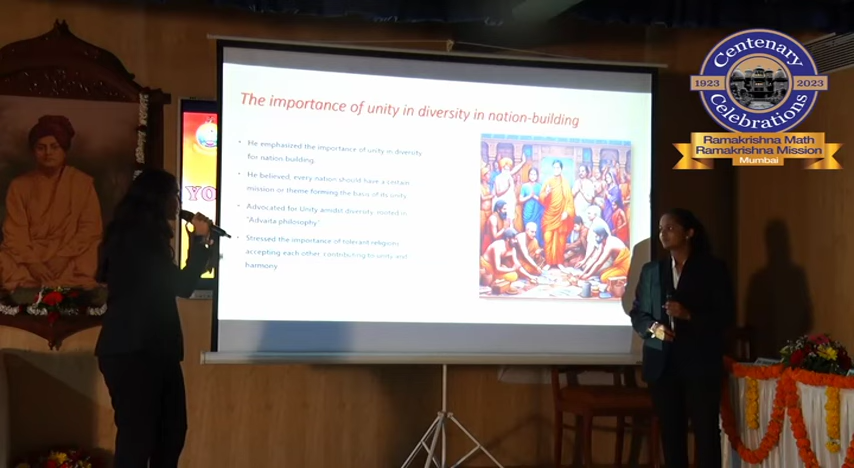 The importance of unity in diversity in nation-building
• He emphasized the importance of unity in diversity
for nation building.
• He believed, every nation should have a certain
mission or theme forming the basis of its unity.
• Advocated for Unity amidst diversity, rooted in
"Advaita philosophy"
• Stressed the importance of tolerant religions
accepting each other contributing to unity and
harmony.
YO
Centenary
1923 2023
Celebrations
Ramakrishna Math
Ramakrishna Mission
Mumbai